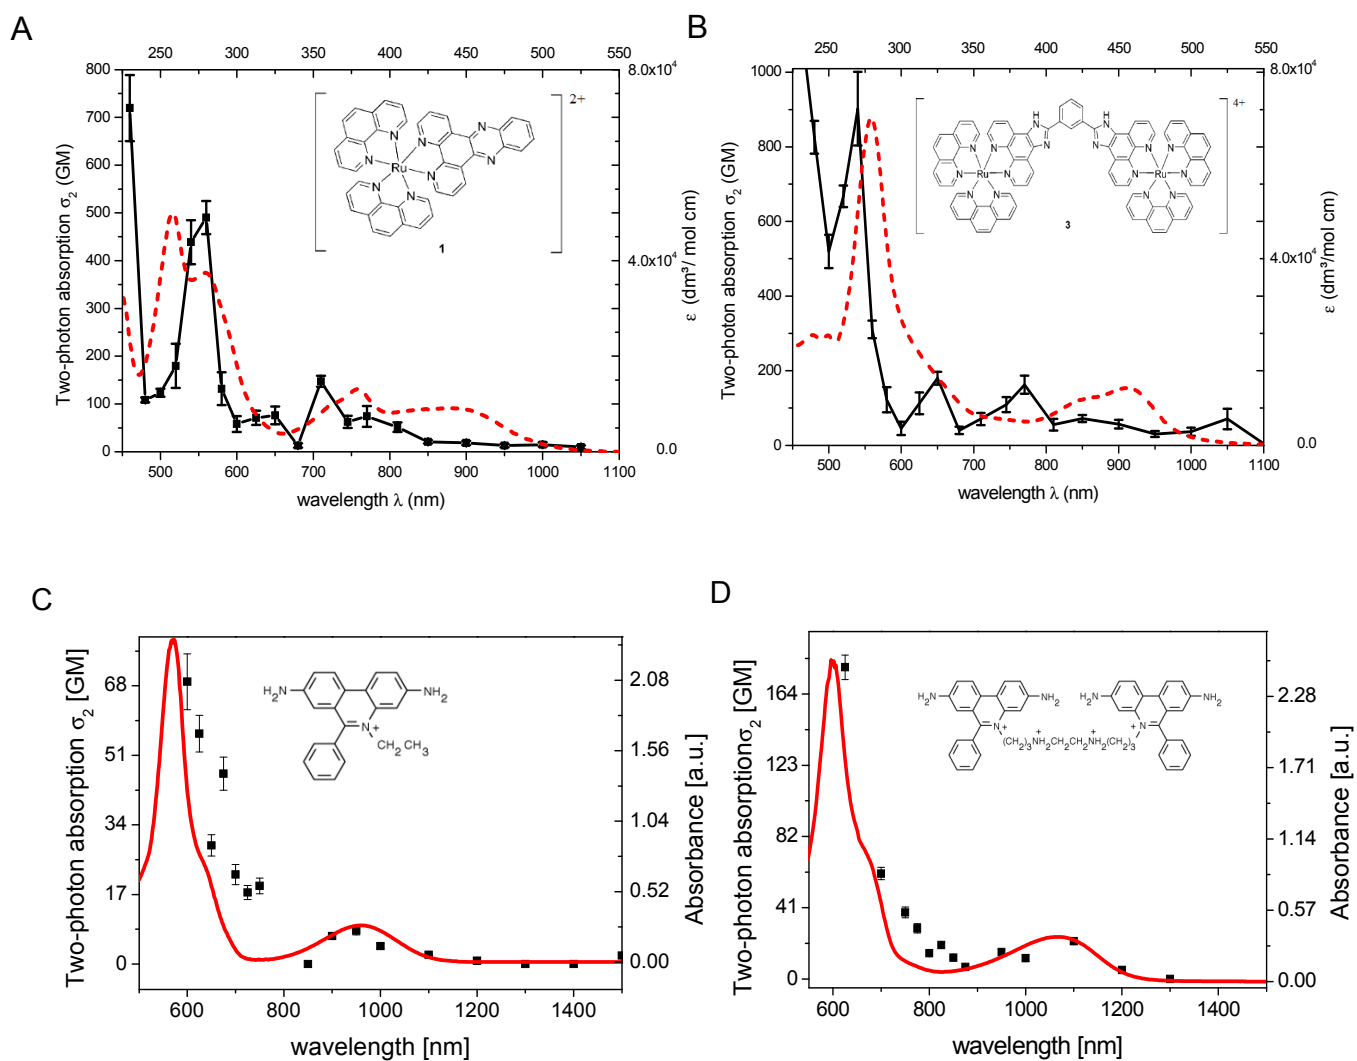 A
250 300 350 400 450 500 550
800
700
600
500
400
300
200
100
0
Two-photon absorption σ₂ (GM)
8.0x10⁴
4.0x10⁴
0.0
ε (dm³/ mol cm)
2+
N
N
N
N
N
N
N
N
Ru
1
500 600 700 800 900 1000 1100
wavelength λ (nm)
B
250 300 350 400 450 500 550
1000
800
600
400
200
0
Two-photon absorption σ₂ (GM)
8.0x10⁴
4.0x10⁴
0.0
ε (dm³/mol cm)
4+
H
N
N
H
N
N
N
N
N
N
N
N
N
N
N
N
N
N
Ru
Ru
3
500 600 700 800 900 1000 1100
wavelength λ (nm)
C
68
51
34
17
0
Two-photon absorption σ₂ [GM]
2.08
1.56
1.04
0.52
0.00
Absorbance [a.u.]
H₂N
NH₂
N⁺
CH₂CH₃
600 800 1000 1200 1400
wavelength [nm]
D
164
123
82
41
0
Two-photon absorptionσ₂ [GM]
2.28
1.71
1.14
0.57
0.00
Absorbance [a.u.]
H₂N NH₂ H₂N NH₂
N⁺ N⁺
(CH₂)₃NH₂CH₂CH₂NH₂(CH₂)₃
+ +
600 800 1000 1200 1400
wavelength [nm]